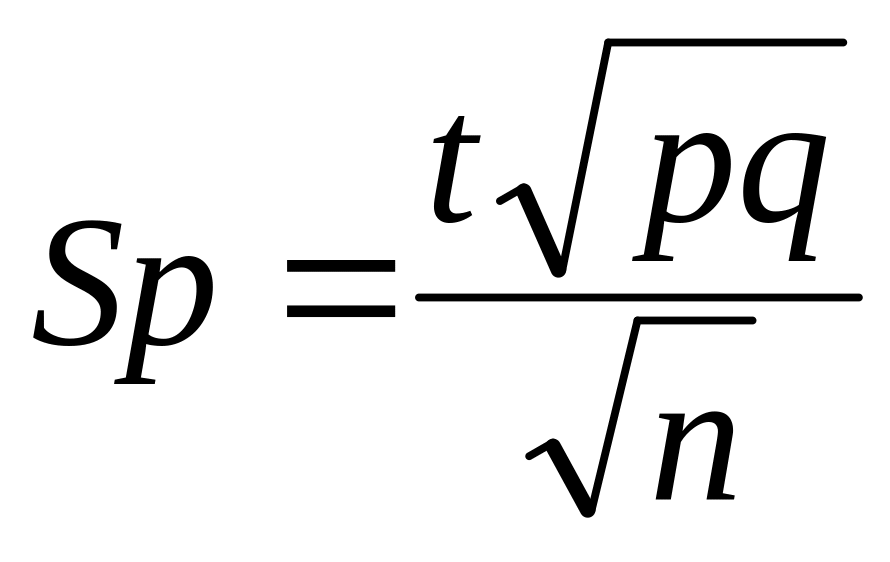 Sp = t√pq / √n